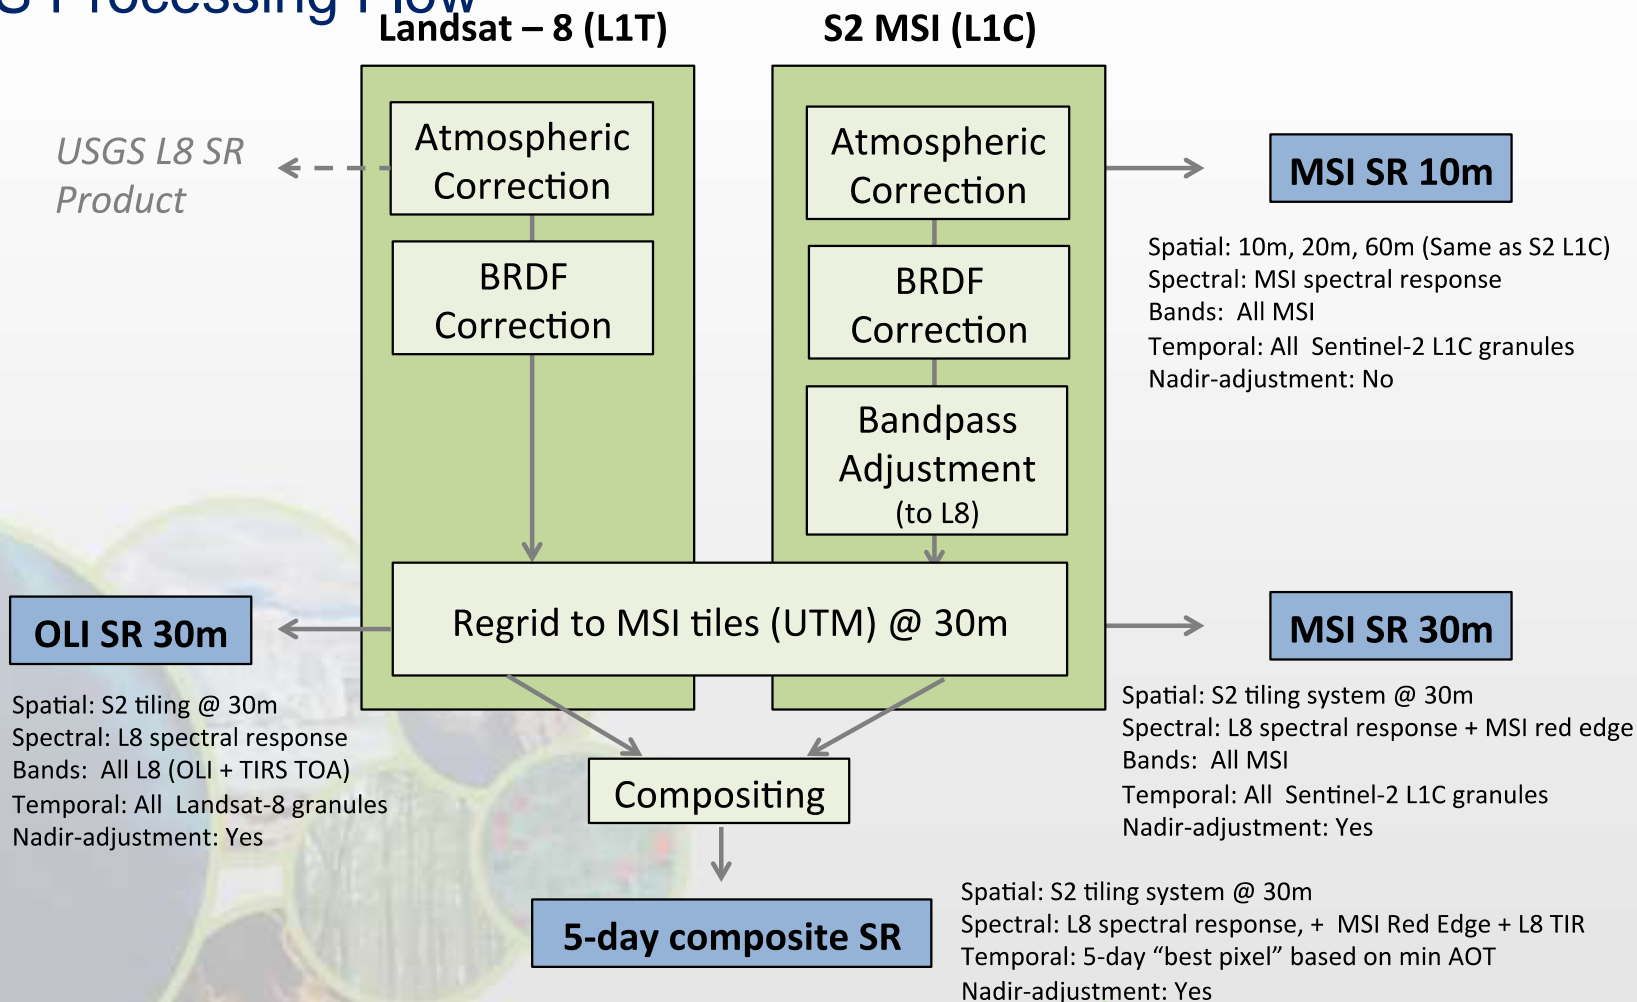 S Processing Flow
Landsat – 8 (L1T)
S2 MSI (L1C)
USGS L8 SR
Product
Atmospheric
Correction
BRDF
Correction
Atmospheric
Correction
BRDF
Correction
Bandpass
Adjustment
(to L8)
MSI SR 10m
Spatial: 10m, 20m, 60m (Same as S2 L1C)
Spectral: MSI spectral response
Bands:  All MSI
Temporal: All  Sentinel-2 L1C granules
Nadir-adjustment: No
Regrid to MSI tiles (UTM) @ 30m
OLI SR 30m
Spatial: S2 tiling @ 30m
Spectral: L8 spectral response
Bands:  All L8 (OLI + TIRS TOA)
Temporal: All  Landsat-8 granules
Nadir-adjustment: Yes
MSI SR 30m
Spatial: S2 tiling system @ 30m
Spectral: L8 spectral response + MSI red edge
Bands:  All MSI
Temporal: All  Sentinel-2 L1C granules
Nadir-adjustment: Yes
Compositing
5-day composite SR
Spatial: S2 tiling system @ 30m
Spectral: L8 spectral response, +  MSI Red Edge + L8 TIR
Temporal: 5-day “best pixel” based on min AOT
Nadir-adjustment: Yes